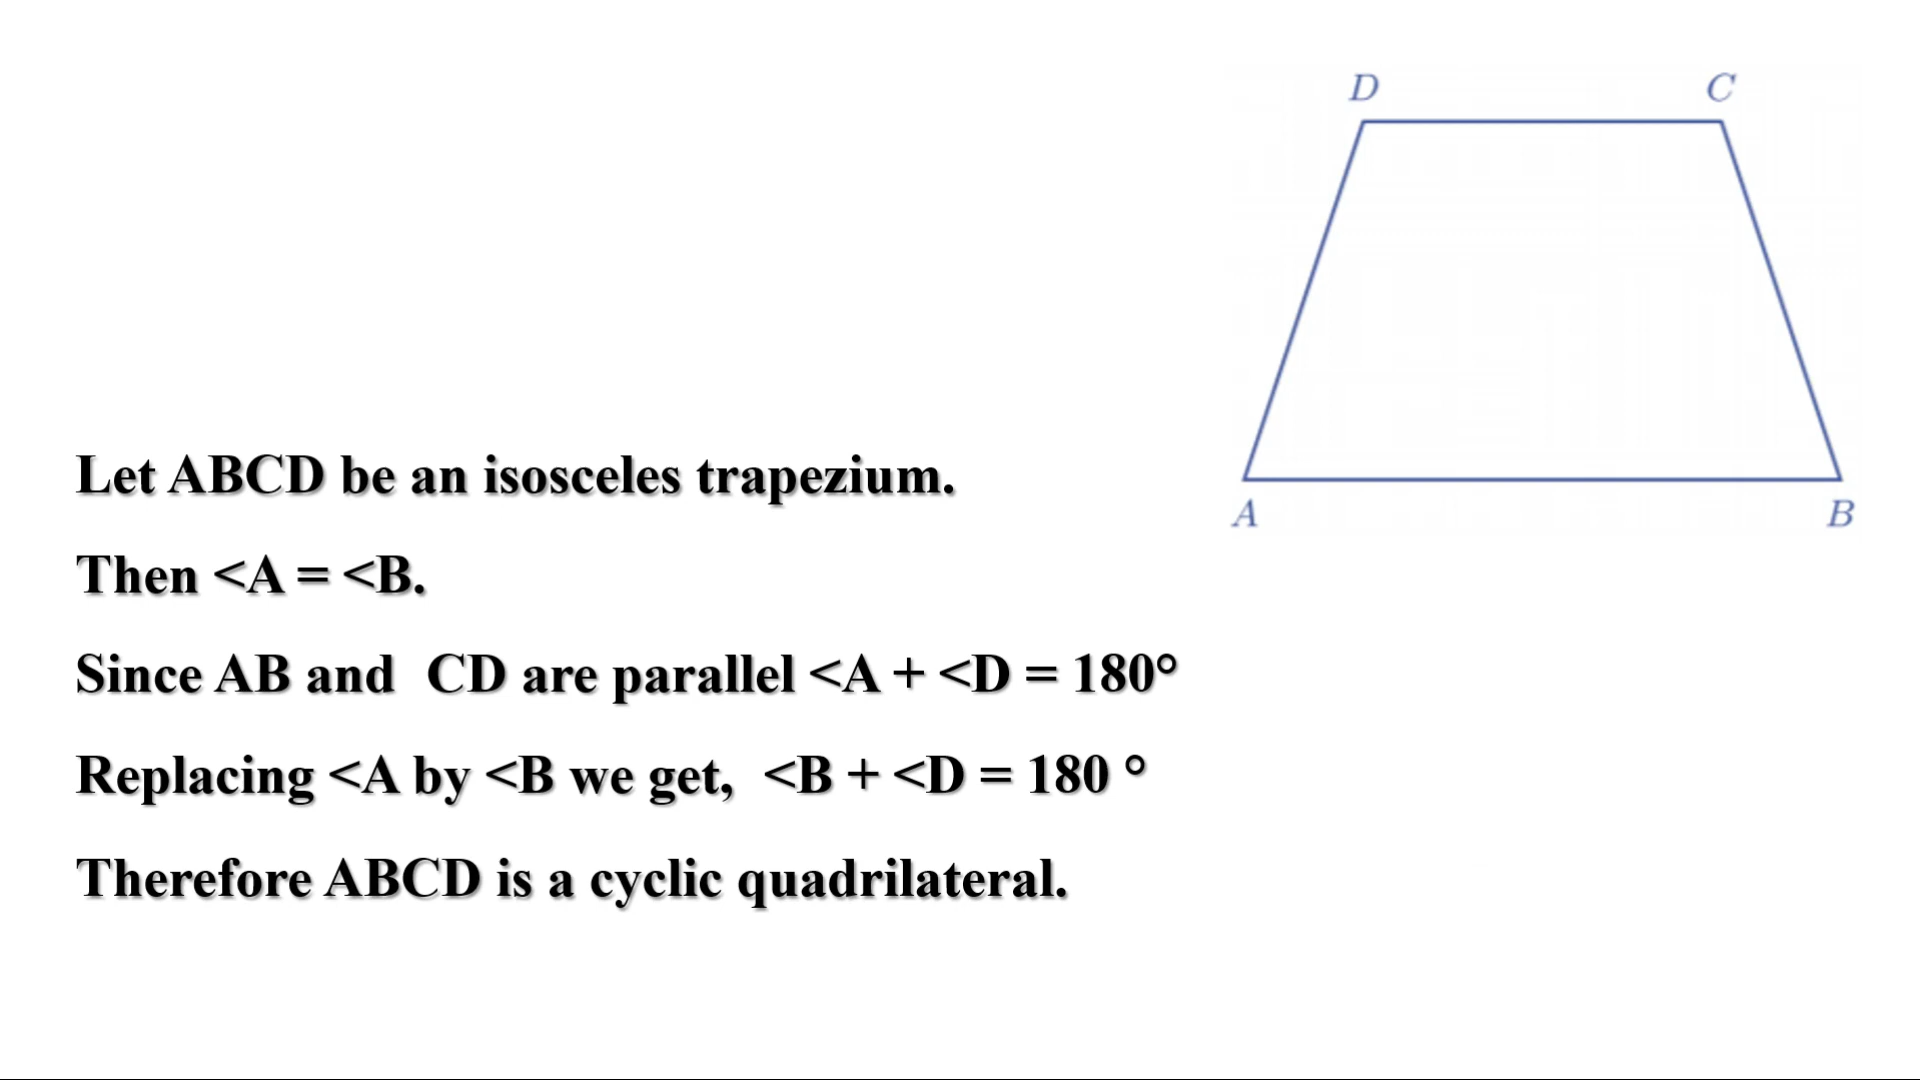 D C
Let ABCD be an isosceles trapezium.
A B
Then <A = <B.
Since AB and CD are parallel <A + <D = 180°
Replacing <A by <B we get, <B + <D = 180 °
Therefore ABCD is a cyclic quadrilateral.